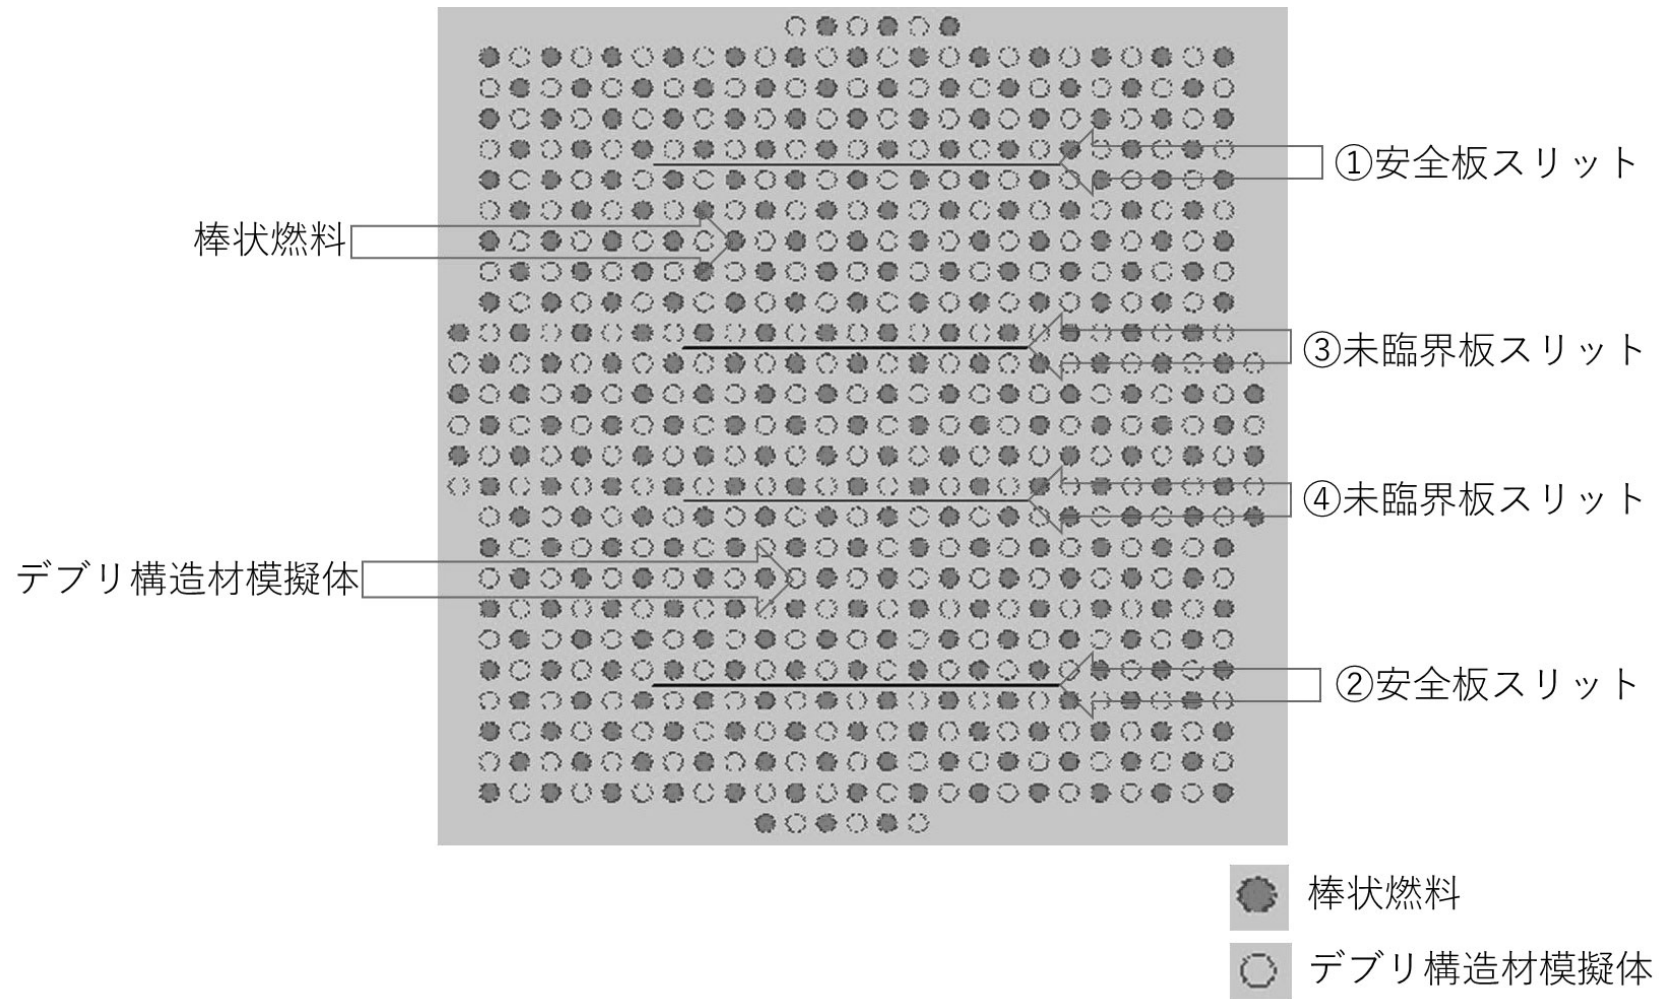 ①安全板スリット
棒状燃料
③未臨界板スリット
④未臨界板スリット
デブリ構造材模擬体
②安全板スリット
棒状燃料
デブリ構造材模擬体